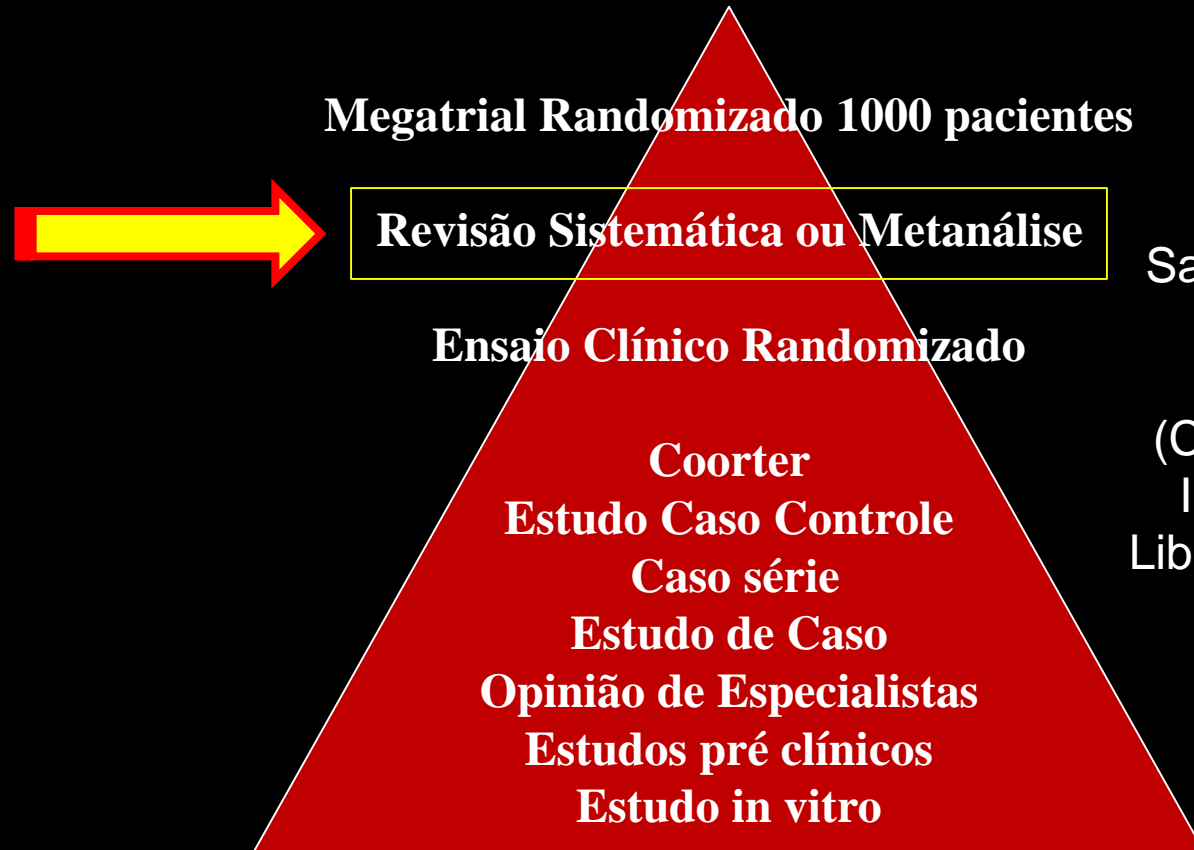 Megatrial Randomizado 1000 pacientes
Revisão Sistemática ou Metanálise
Ensaio Clínico Randomizado
Coorter
Estudo Caso Controle
Caso série
Estudo de Caso
Opinião de Especialistas
Estudos pré clínicos
Estudo in vitro